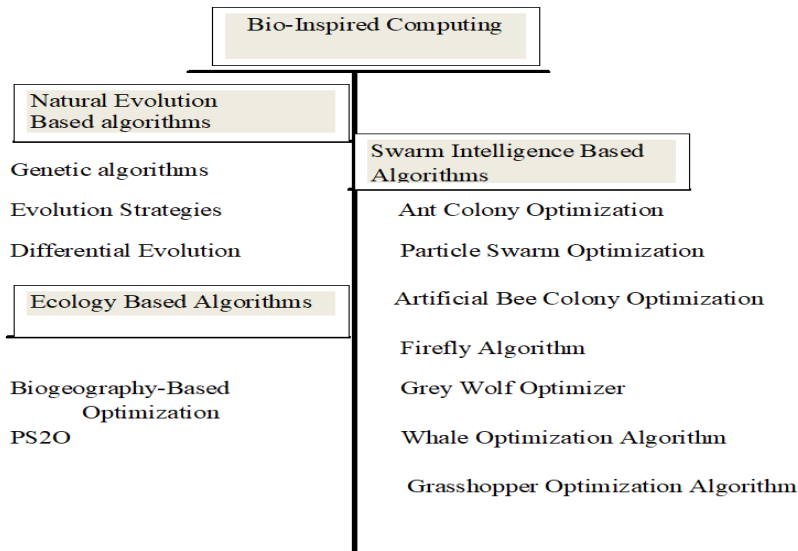 Bio-Inspired Computing
Natural Evolution
Based algorithms
Genetic algorithms
Evolution Strategies
Differential Evolution
Ecology Based Algorithms
Biogeography-Based
Optimization
PS2O
Swarm Intelligence Based
Algorithms
Ant Colony Optimization
Particle Swarm Optimization
Artificial Bee Colony Optimization
Firefly Algorithm
Grey Wolf Optimizer
Whale Optimization Algorithm
Grasshopper Optimization Algorithm